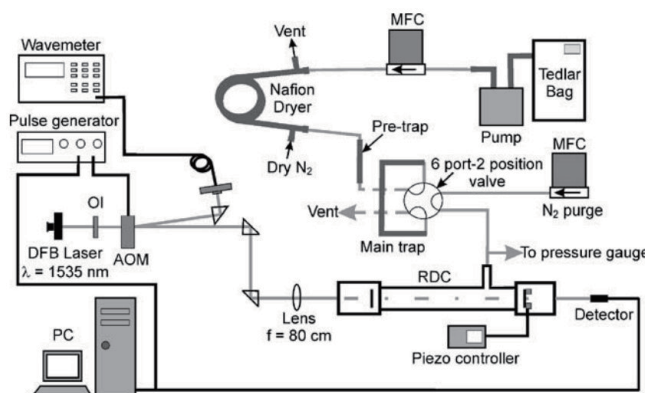 Wavemeter
Vent
MFC
Nafion
Dryer
Tedlar
Bag
Pump
Pulse generator
Dry N₂
Pre-trap
6 port-2 position
valve
MFC
N₂ purge
OI
Vent
Main trap
DFB Laser
λ = 1535 nm
AOM
To pressure gauge
RDC
Lens
f = 80 cm
Detector
Piezo controller
PC